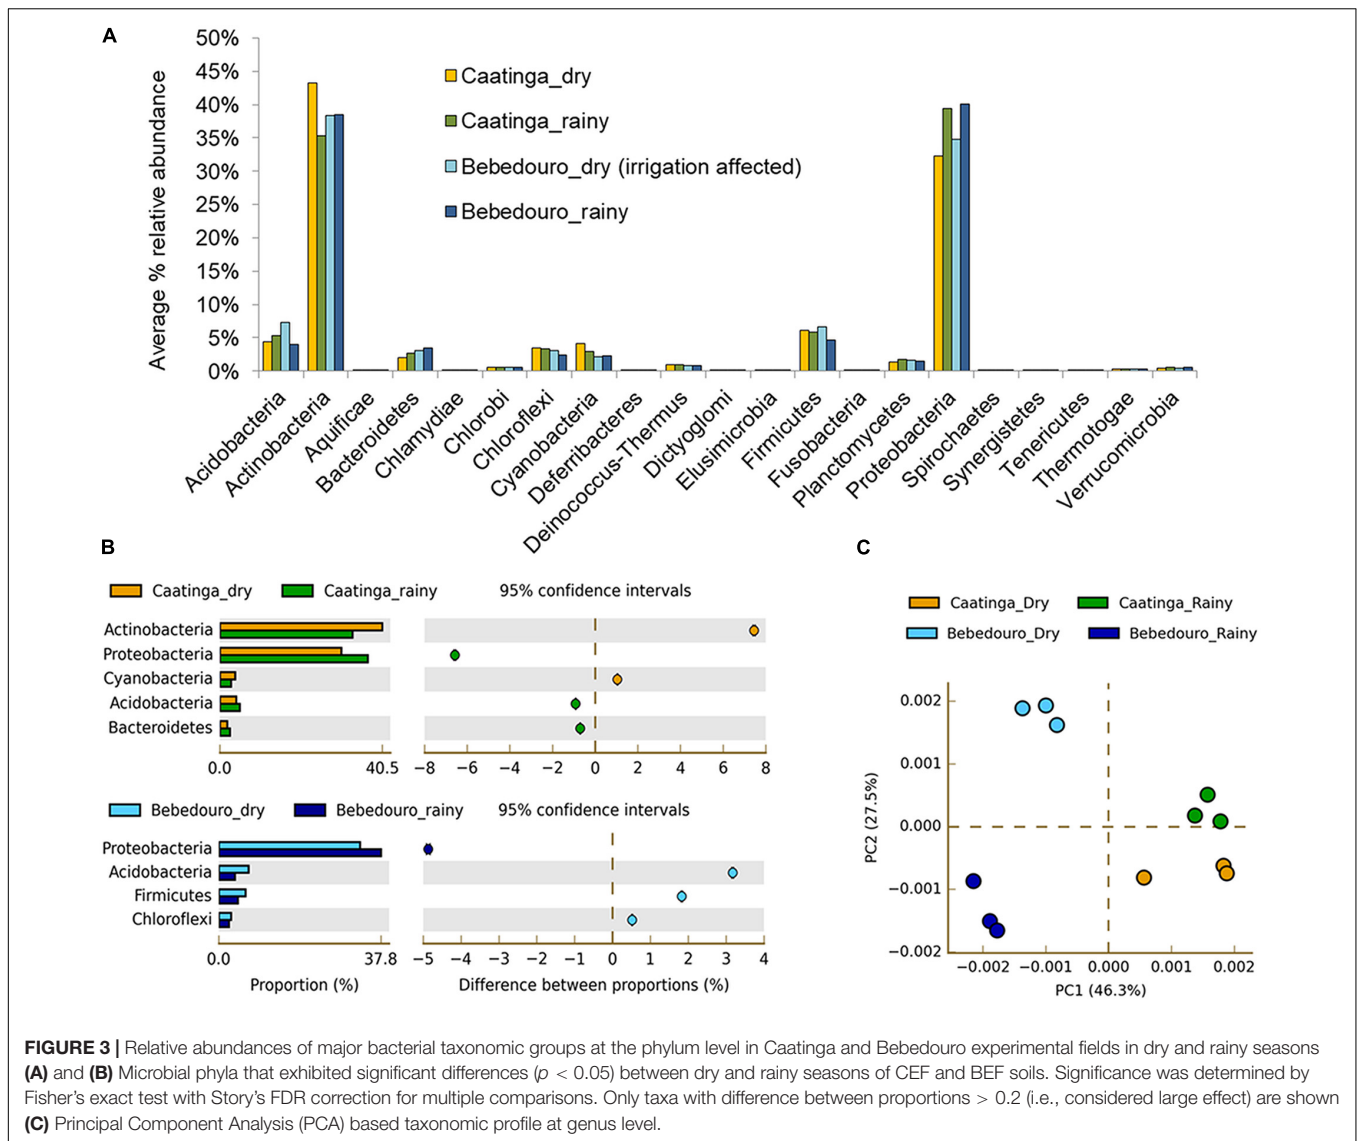 A
50%
45%
40%
35%
30%
25%
20%
15%
10%
5%
0%
Average % relative abundance
Caatinga_dry
Caatinga_rainy
Bebedouro_dry (irrigation affected)
Bebedouro_rainy
Acidobacteria
Actinobacteria
Aquificae
Bacteroidetes
Chlamydiae
Chlorobi
Chloroflexi
Cyanobacteria
Deferribacteres
Deinococcus-Thermus
Dictyoglomi
Elusimicrobia
Firmicutes
Fusobacteria
Planctomycetes
Proteobacteria
Spirochaetes
Synergistetes
Tenericutes
Thermotogae
Verrucomicrobia
B
Caatinga_dry Caatinga_rainy 95% confidence intervals
Actinobacteria
Proteobacteria
Cyanobacteria
Acidobacteria
Bacteroidetes
0.0 40.5 −8 −6 −4 −2 0 2 4 6 8
Bebedouro_dry Bebedouro_rainy 95% confidence intervals
Proteobacteria
Acidobacteria
Firmicutes
Chloroflexi
0.0 37.8 −5 −4 −3 −2 −1 0 1 2 3 4
Proportion (%) Difference between proportions (%)
C
Caatinga_Dry Caatinga_Rainy
Bebedouro_Dry Bebedouro_Rainy
0.002
0.001
0.000
−0.001
−0.002
PC2 (27.5%)
−0.002 −0.001 0.000 0.001 0.002
PC1 (46.3%)
FIGURE 3 | Relative abundances of major bacterial taxonomic groups at the phylum level in Caatinga and Bebedouro experimental fields in dry and rainy seasons
(A) and (B) Microbial phyla that exhibited significant differences (p < 0.05) between dry and rainy seasons of CEF and BEF soils. Significance was determined by
Fisher's exact test with Story's FDR correction for multiple comparisons. Only taxa with difference between proportions > 0.2 (i.e., considered large effect) are shown
(C) Principal Component Analysis (PCA) based taxonomic profile at genus level.